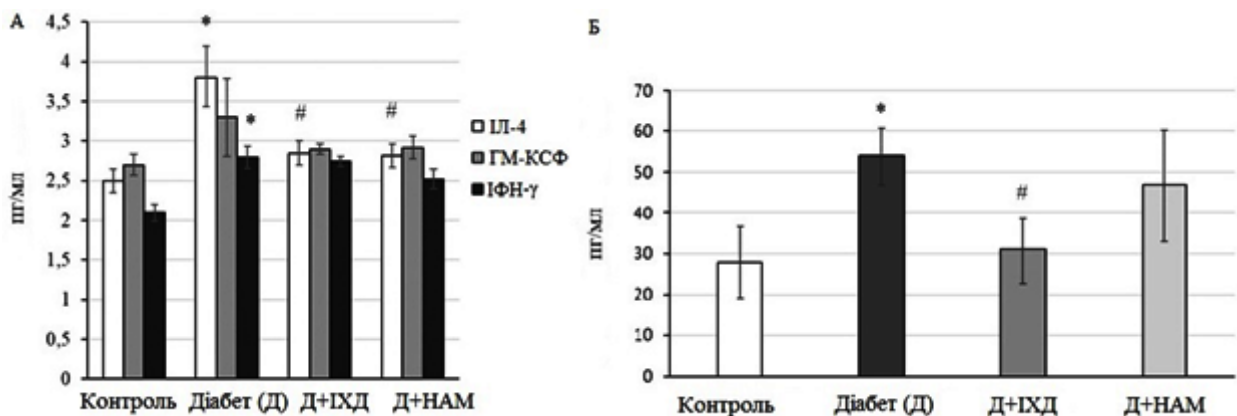 А
4,5
4
3,5
3
2,5
2
1,5
1
0,5
0
пг/мл
*
*
#
#
Контроль Діабет (Д) Д+ІХД Д+НАМ
ІЛ-4
ГМ-КСФ
ІФН-γ
Б
70
60
50
40
30
20
10
0
пг/мл
*
#
Контроль Діабет (Д) Д+ІХД Д+НАМ